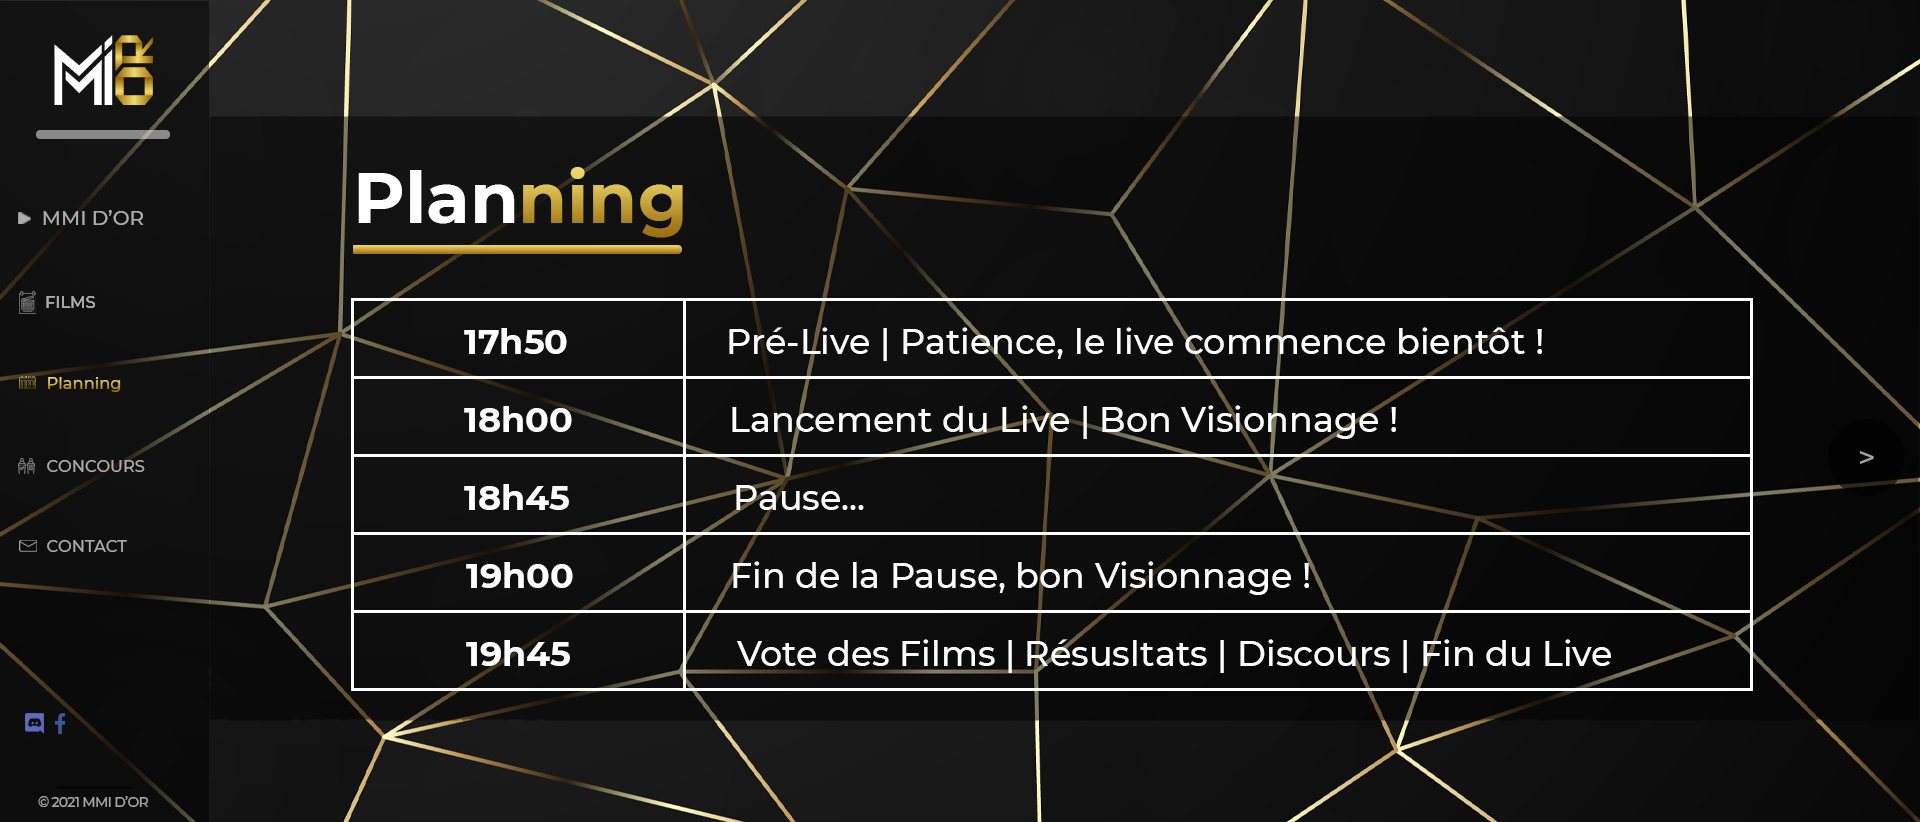 MMI D'OR
MMI D’OR
FILMS
Planning
CONCOURS
CONTACT
© 2021 MMI D’OR
Planning
17h50 Pré-Live | Patience, le live commence bientôt !
18h00 Lancement du Live | Bon Visionnage !
18h45 Pause...
19h00 Fin de la Pause, bon Visionnage !
19h45 Vote des Films | Résusltats | Discours | Fin du Live
>